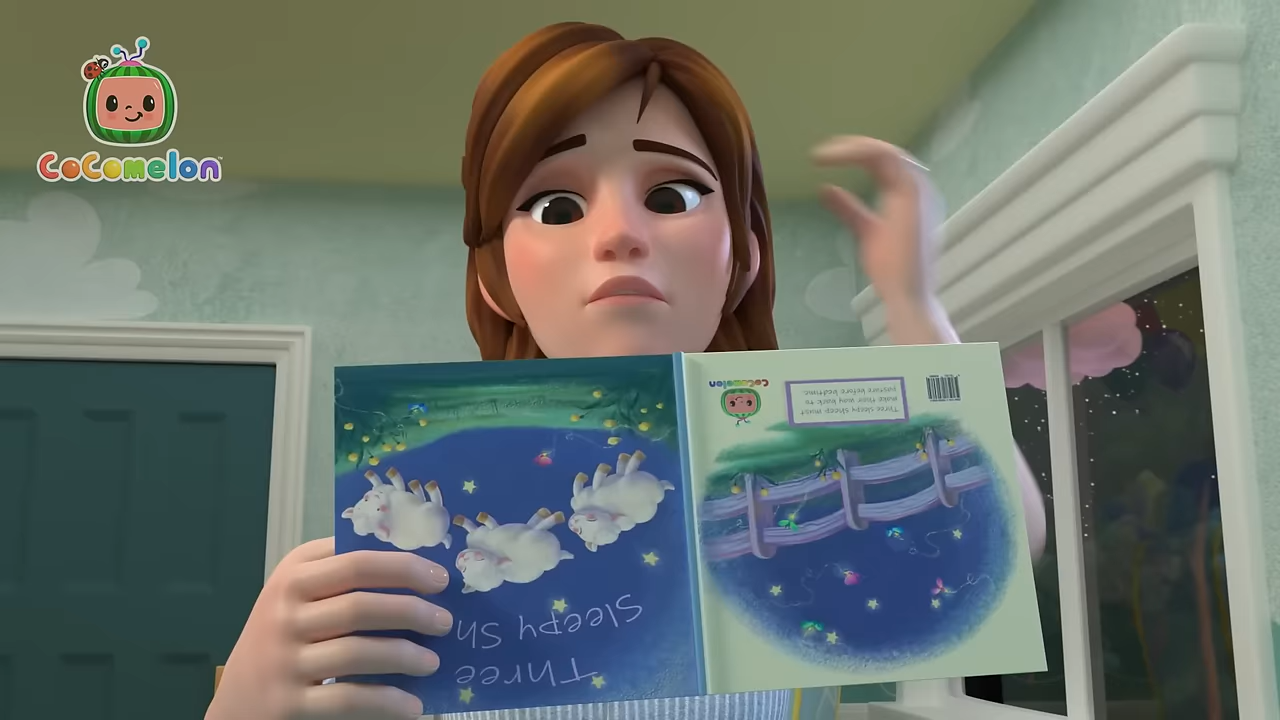 CoComelon
Three
Sleepy Sh
CoComelon
Three sleepy sheep must
make their way back to
pasture before bedtime.